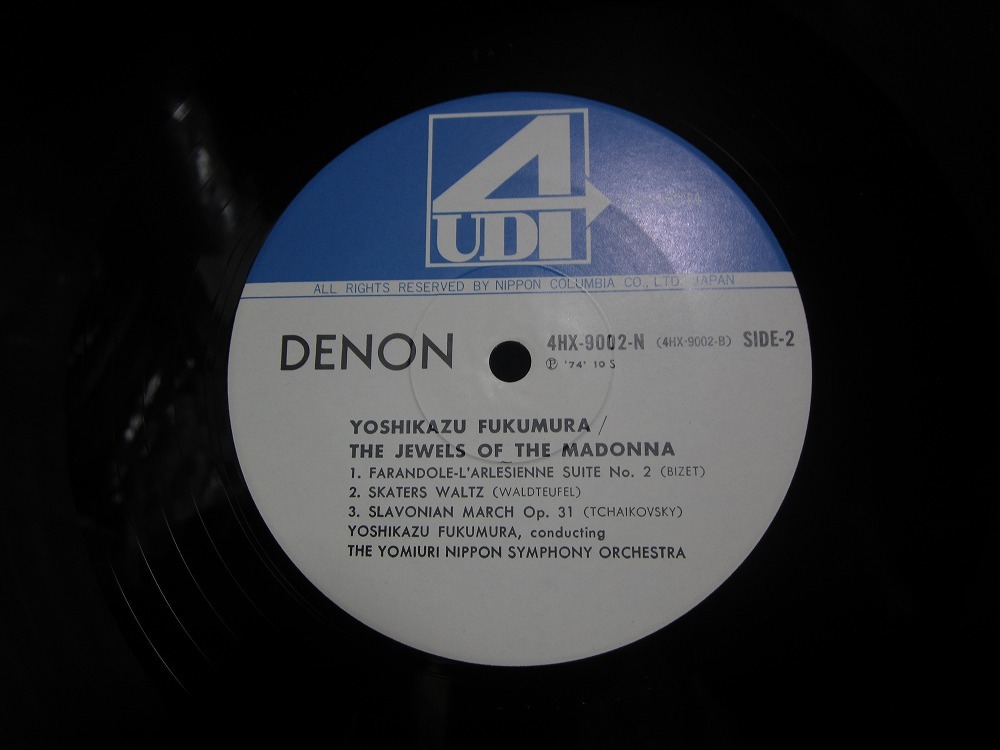 4
UD
ALL RIGHTS RESERVED BY NIPPON COLUMBIA CO., LTD. JAPAN
DENON
4HX-9002-N (4HX-9002-B) SIDE-2
Ⓟ '74' 10 S
YOSHIKAZU FUKUMURA /
THE JEWELS OF THE MADONNA
1. FARANDOLE-L'ARLESIENNE SUITE No. 2 (BIZET)
2. SKATERS WALTZ (WALDTEUFEL)
3. SLAVONIAN MARCH Op. 31 (TCHAIKOVSKY)
YOSHIKAZU FUKUMURA, conducting
THE YOMIURI NIPPON SYMPHONY ORCHESTRA